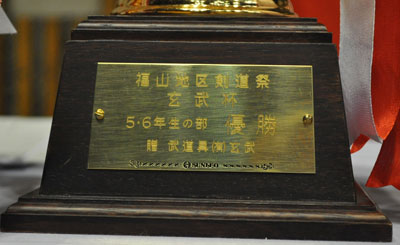 福山地区剣道祭
玄武杯
5・6年生の部 優勝
贈 武道具(有)玄武